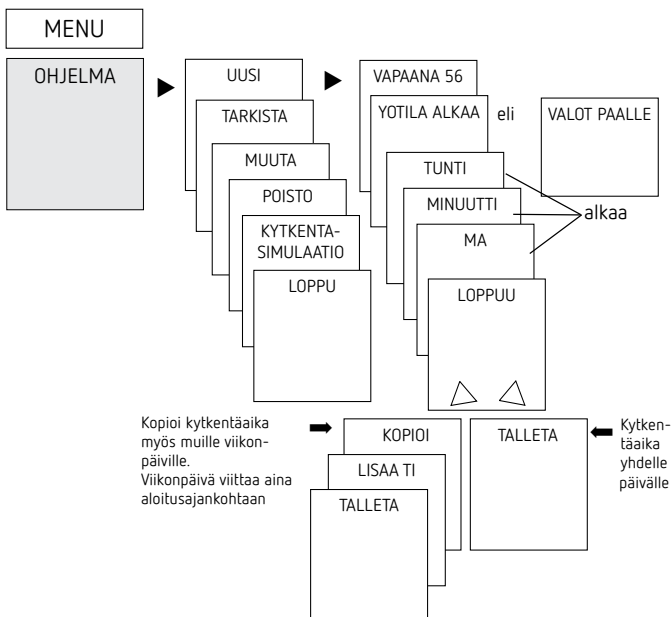 MENU
OHJELMA
UUSI
TARKISTA
MUUTA
POISTO
KYTKENTA-
SIMULAATIO
LOPPU
VAPAANA 56
YOTILA ALKAA
eli
VALOT PAALLE
TUNTI
MINUUTTI
MA
alkaa
LOPPUU
Kopioi kytkentäaika
myös muille viikon-
päiville.
Viikonpäivä viittaa aina
aloitusajankohtaan
KOPIOI
LISAA TI
TALLETA
TALLETA
Kytken-
täaika
yhdelle
päivälle